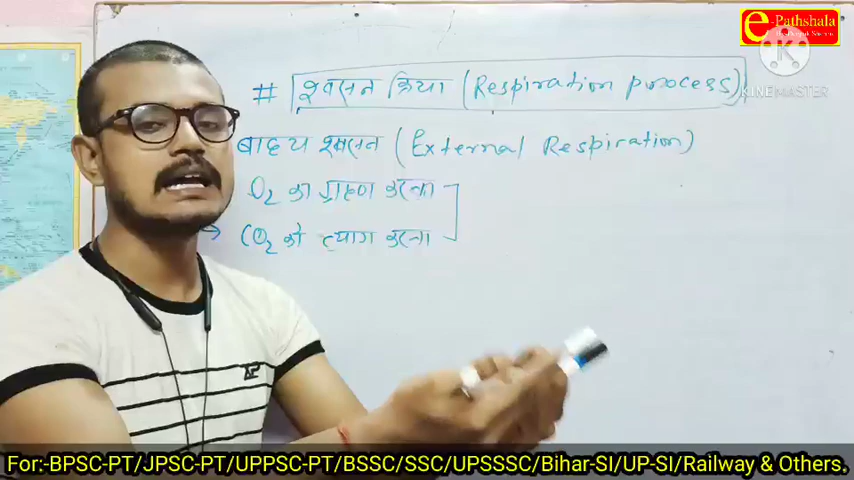 e-Pathshala
KINEMASTER
# श्वसन क्रिया (Respiration process)
बाह्य श्वसन (External Respiration)
O₂ का ग्रहण करना
→ CO₂ को त्याग करना
For:-BPSC-PT/JPSC-PT/UPPSC-PT/BSSC/SSC/UPSSSC/Bihar-SI/UP-SI/Railway & Others.